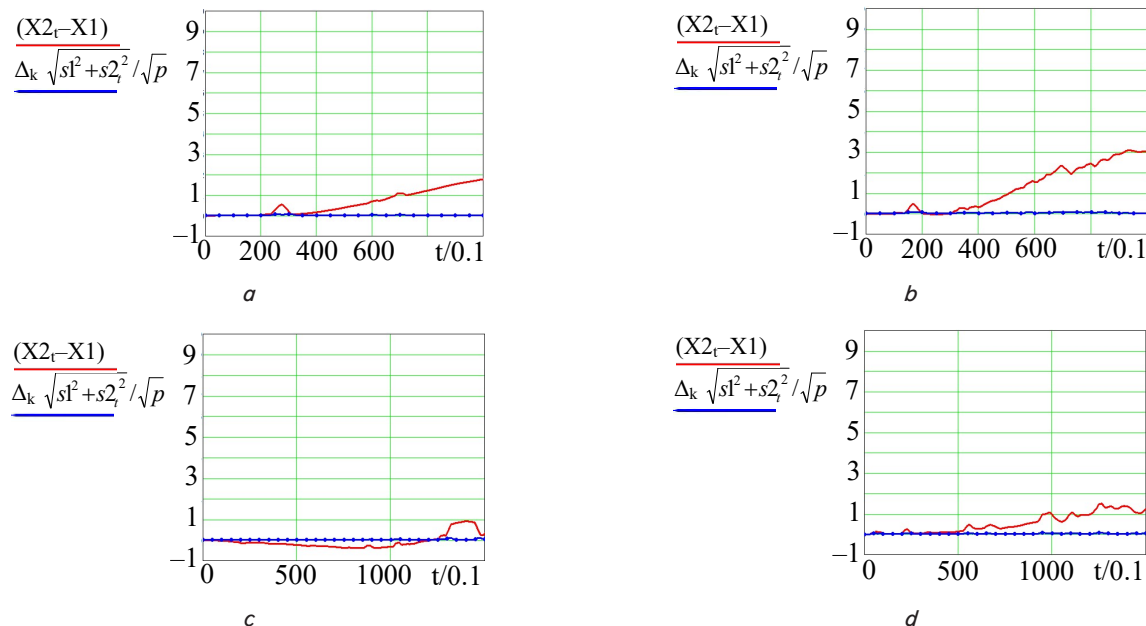 (X2ₜ–X1)
Δₖ √s1²+s2ₜ² /√p
9
7
5
3
1
–1
0 200 400 600 t/0.1
a
(X2ₜ–X1)
Δₖ √s1²+s2ₜ² /√p
9
7
5
3
1
–1
0 200 400 600 t/0.1
b
(X2ₜ–X1)
Δₖ √s1²+s2ₜ² /√p
9
7
5
3
1
–1
0 500 1000 t/0.1
c
(X2ₜ–X1)
Δₖ √s1²+s2ₜ² /√p
9
7
5
3
1
–1
0 500 1000 t/0.1
d